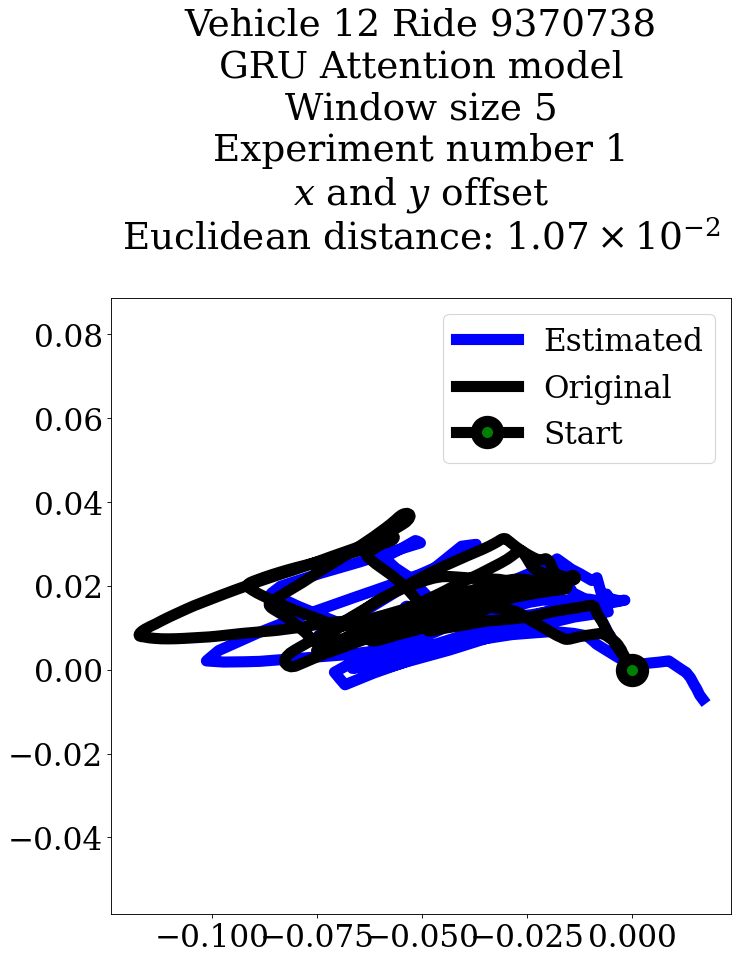 Vehicle 12 Ride 9370738
GRU Attention model
Window size 5
Experiment number 1
x and y offset
Euclidean distance: 1.07 × 10⁻²
Estimated
Original
Start
0.08
0.06
0.04
0.02
0.00
−0.02
−0.04
−0.100 −0.075 −0.050 −0.025 0.000